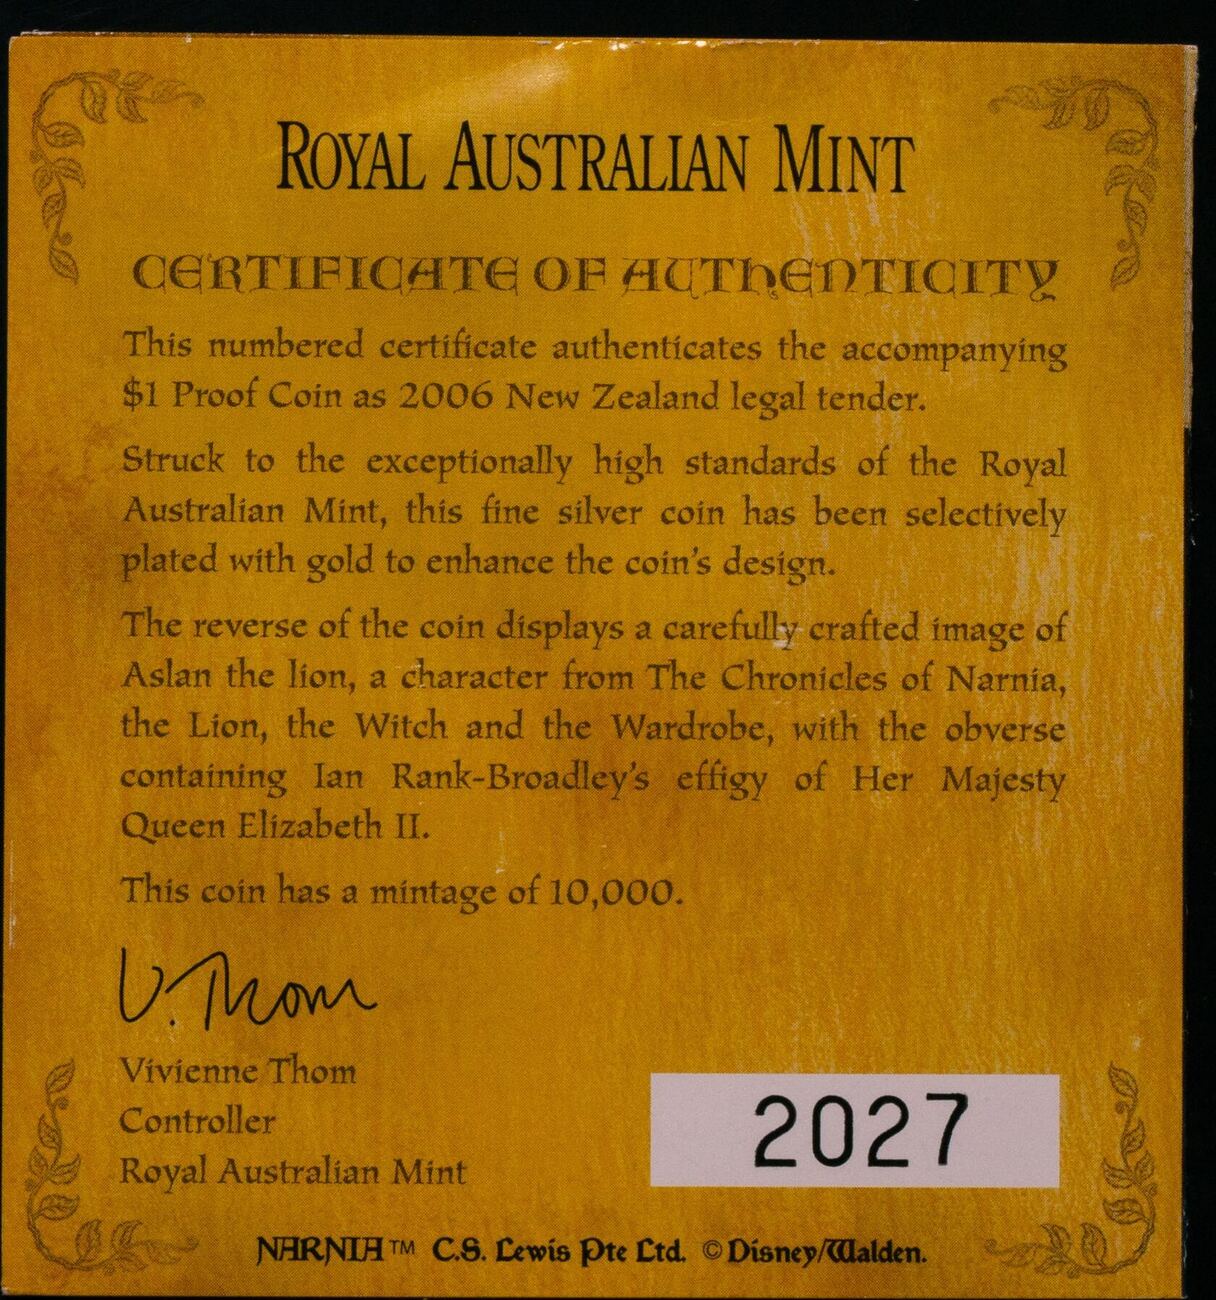 ROYAL AUSTRALIAN MINT
CERTIFICATE OF AUTHENTICITY
This numbered certificate authenticates the accompanying
$1 Proof Coin as 2006 New Zealand legal tender.
Struck to the exceptionally high standards of the Royal
Australian Mint, this fine silver coin has been selectively
plated with gold to enhance the coin's design.
The reverse of the coin displays a carefully crafted image of
Aslan the lion, a character from The Chronicles of Narnia,
the Lion, the Witch and the Wardrobe, with the obverse
containing Ian Rank-Broadley's effigy of Her Majesty
Queen Elizabeth II.
This coin has a mintage of 10,000.
V. Thom
Vivienne Thom
Controller
Royal Australian Mint
2027
NARNIA™ C.S. Lewis Pte Ltd. © Disney/Walden.